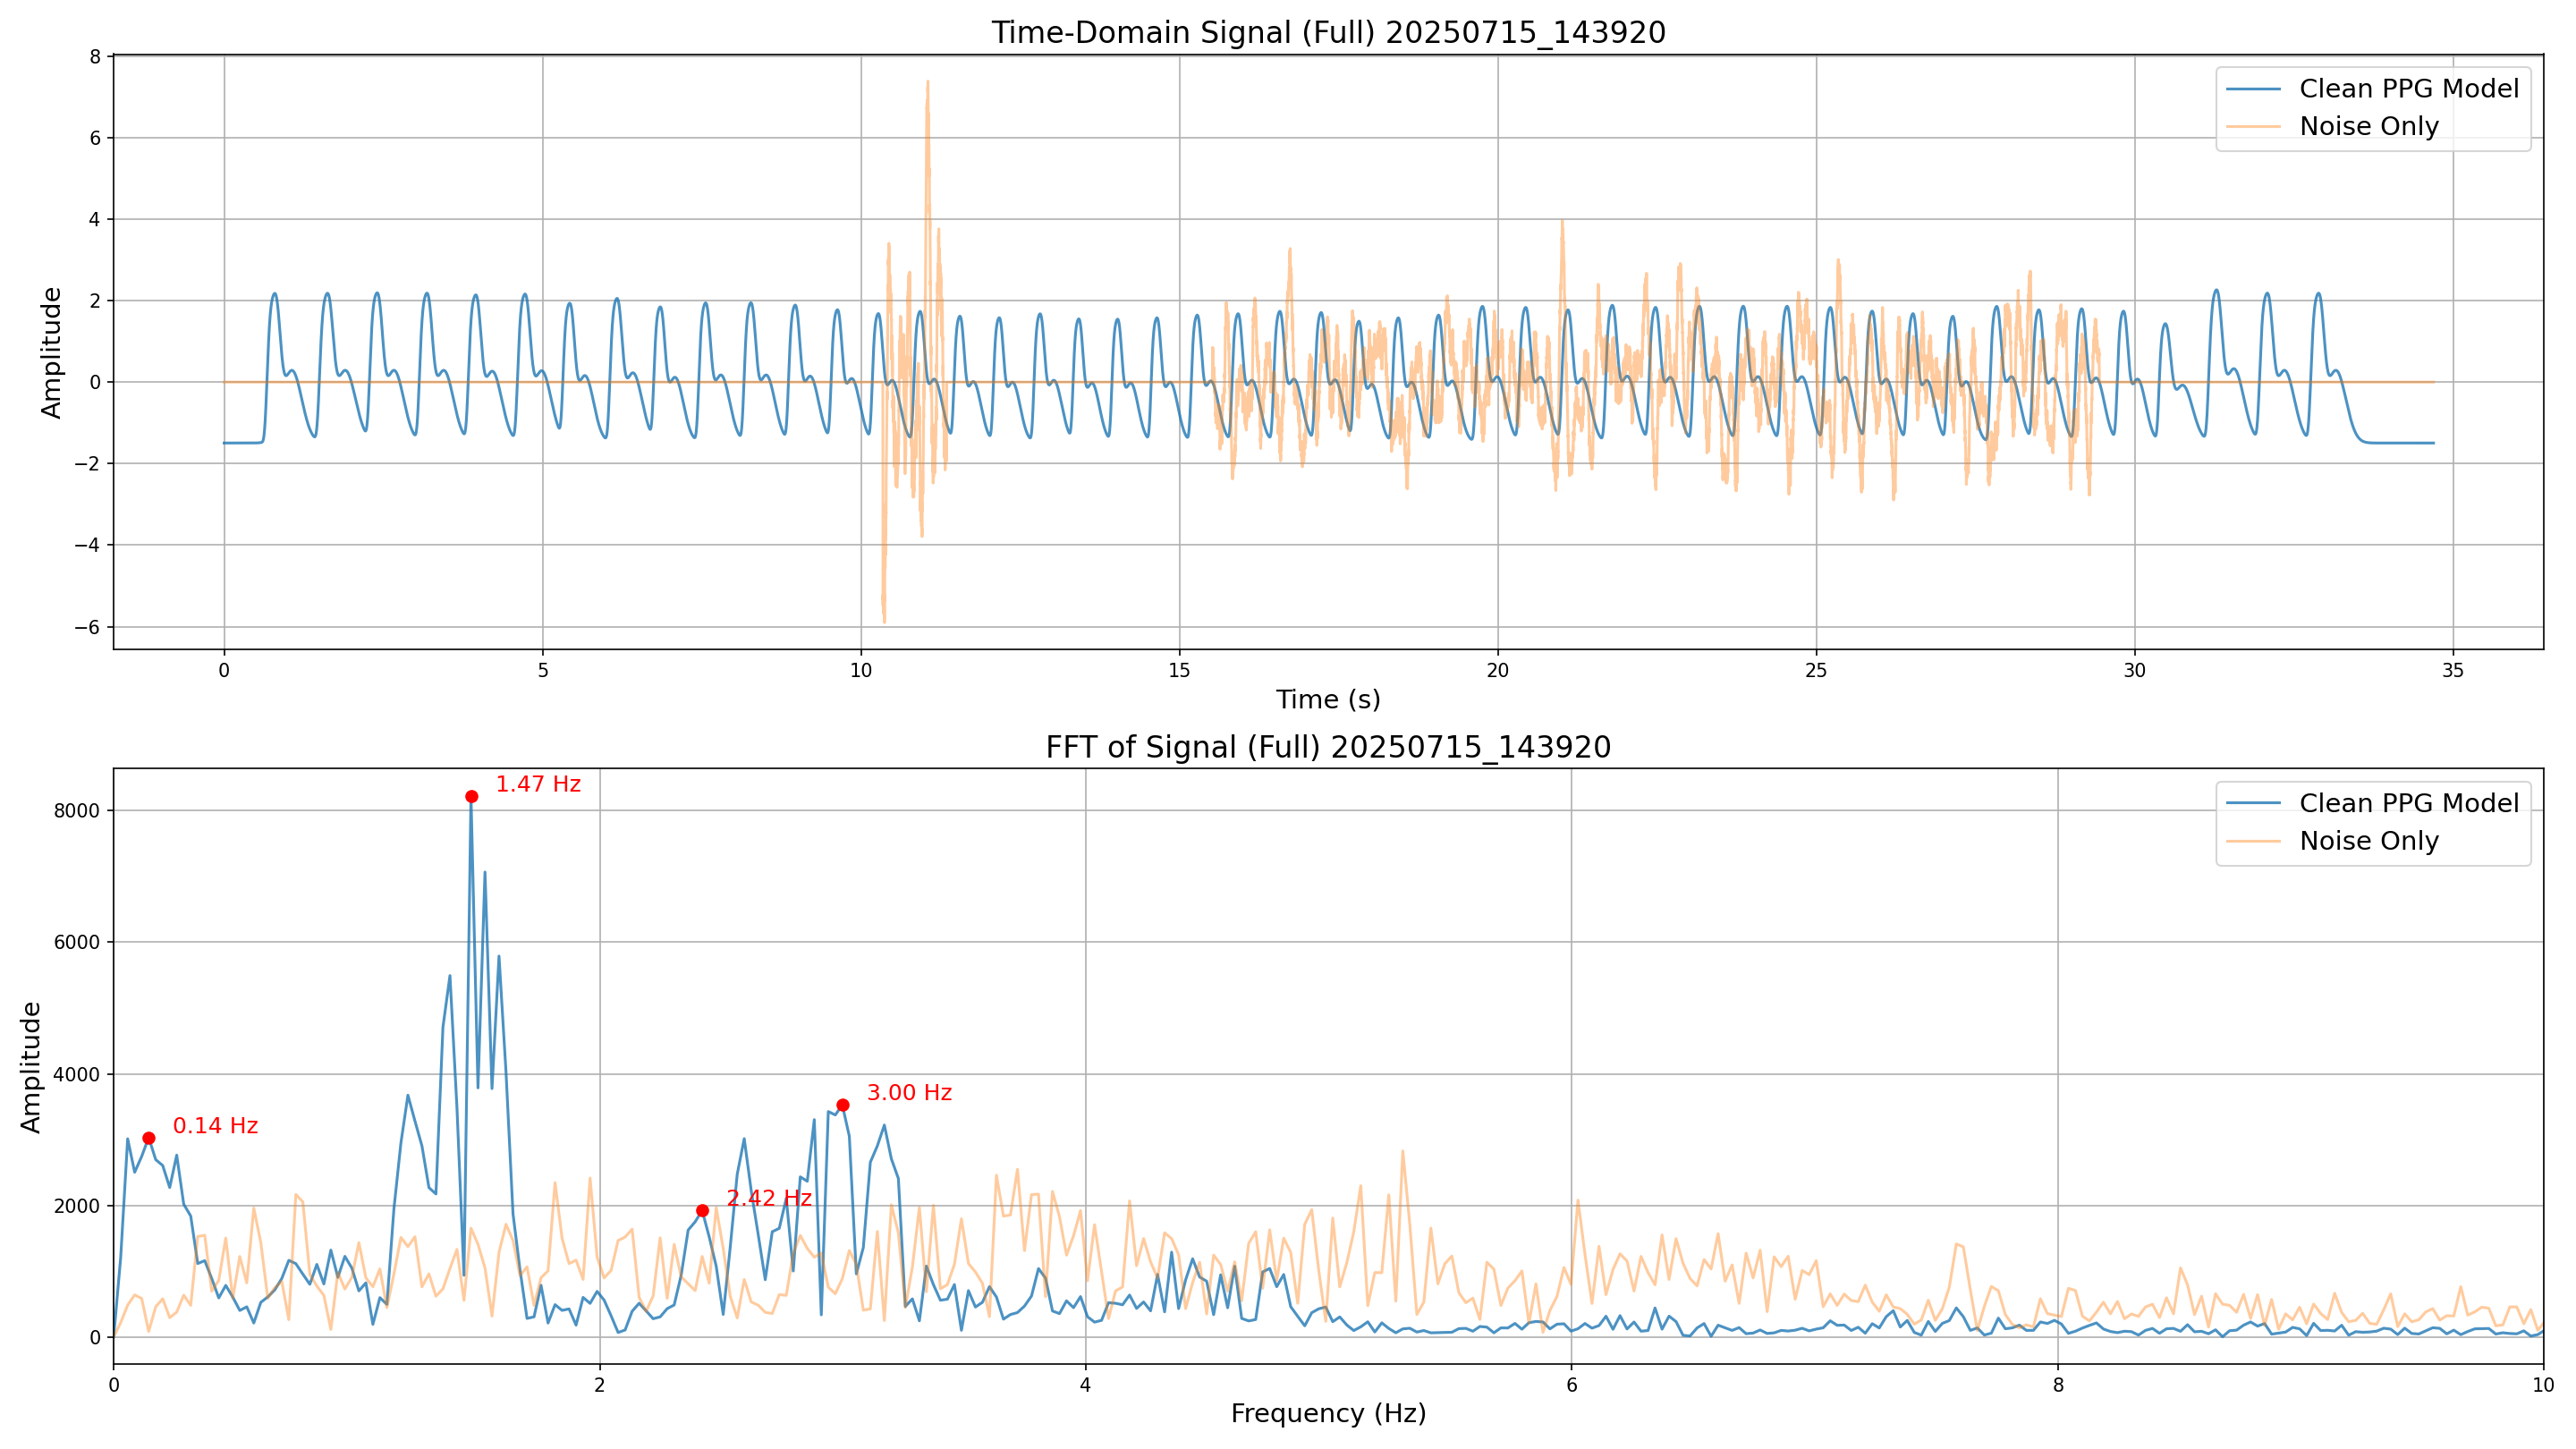 Time-Domain Signal (Full) 20250715_143920
Amplitude
8
6
4
2
0
−2
−4
−6
Clean PPG Model
Noise Only
0 5 10 15 20 25 30 35
Time (s)
FFT of Signal (Full) 20250715_143920
Amplitude
8000
6000
4000
2000
0
1.47 Hz
3.00 Hz
0.14 Hz
2.42 Hz
Clean PPG Model
Noise Only
0 2 4 6 8 10
Frequency (Hz)